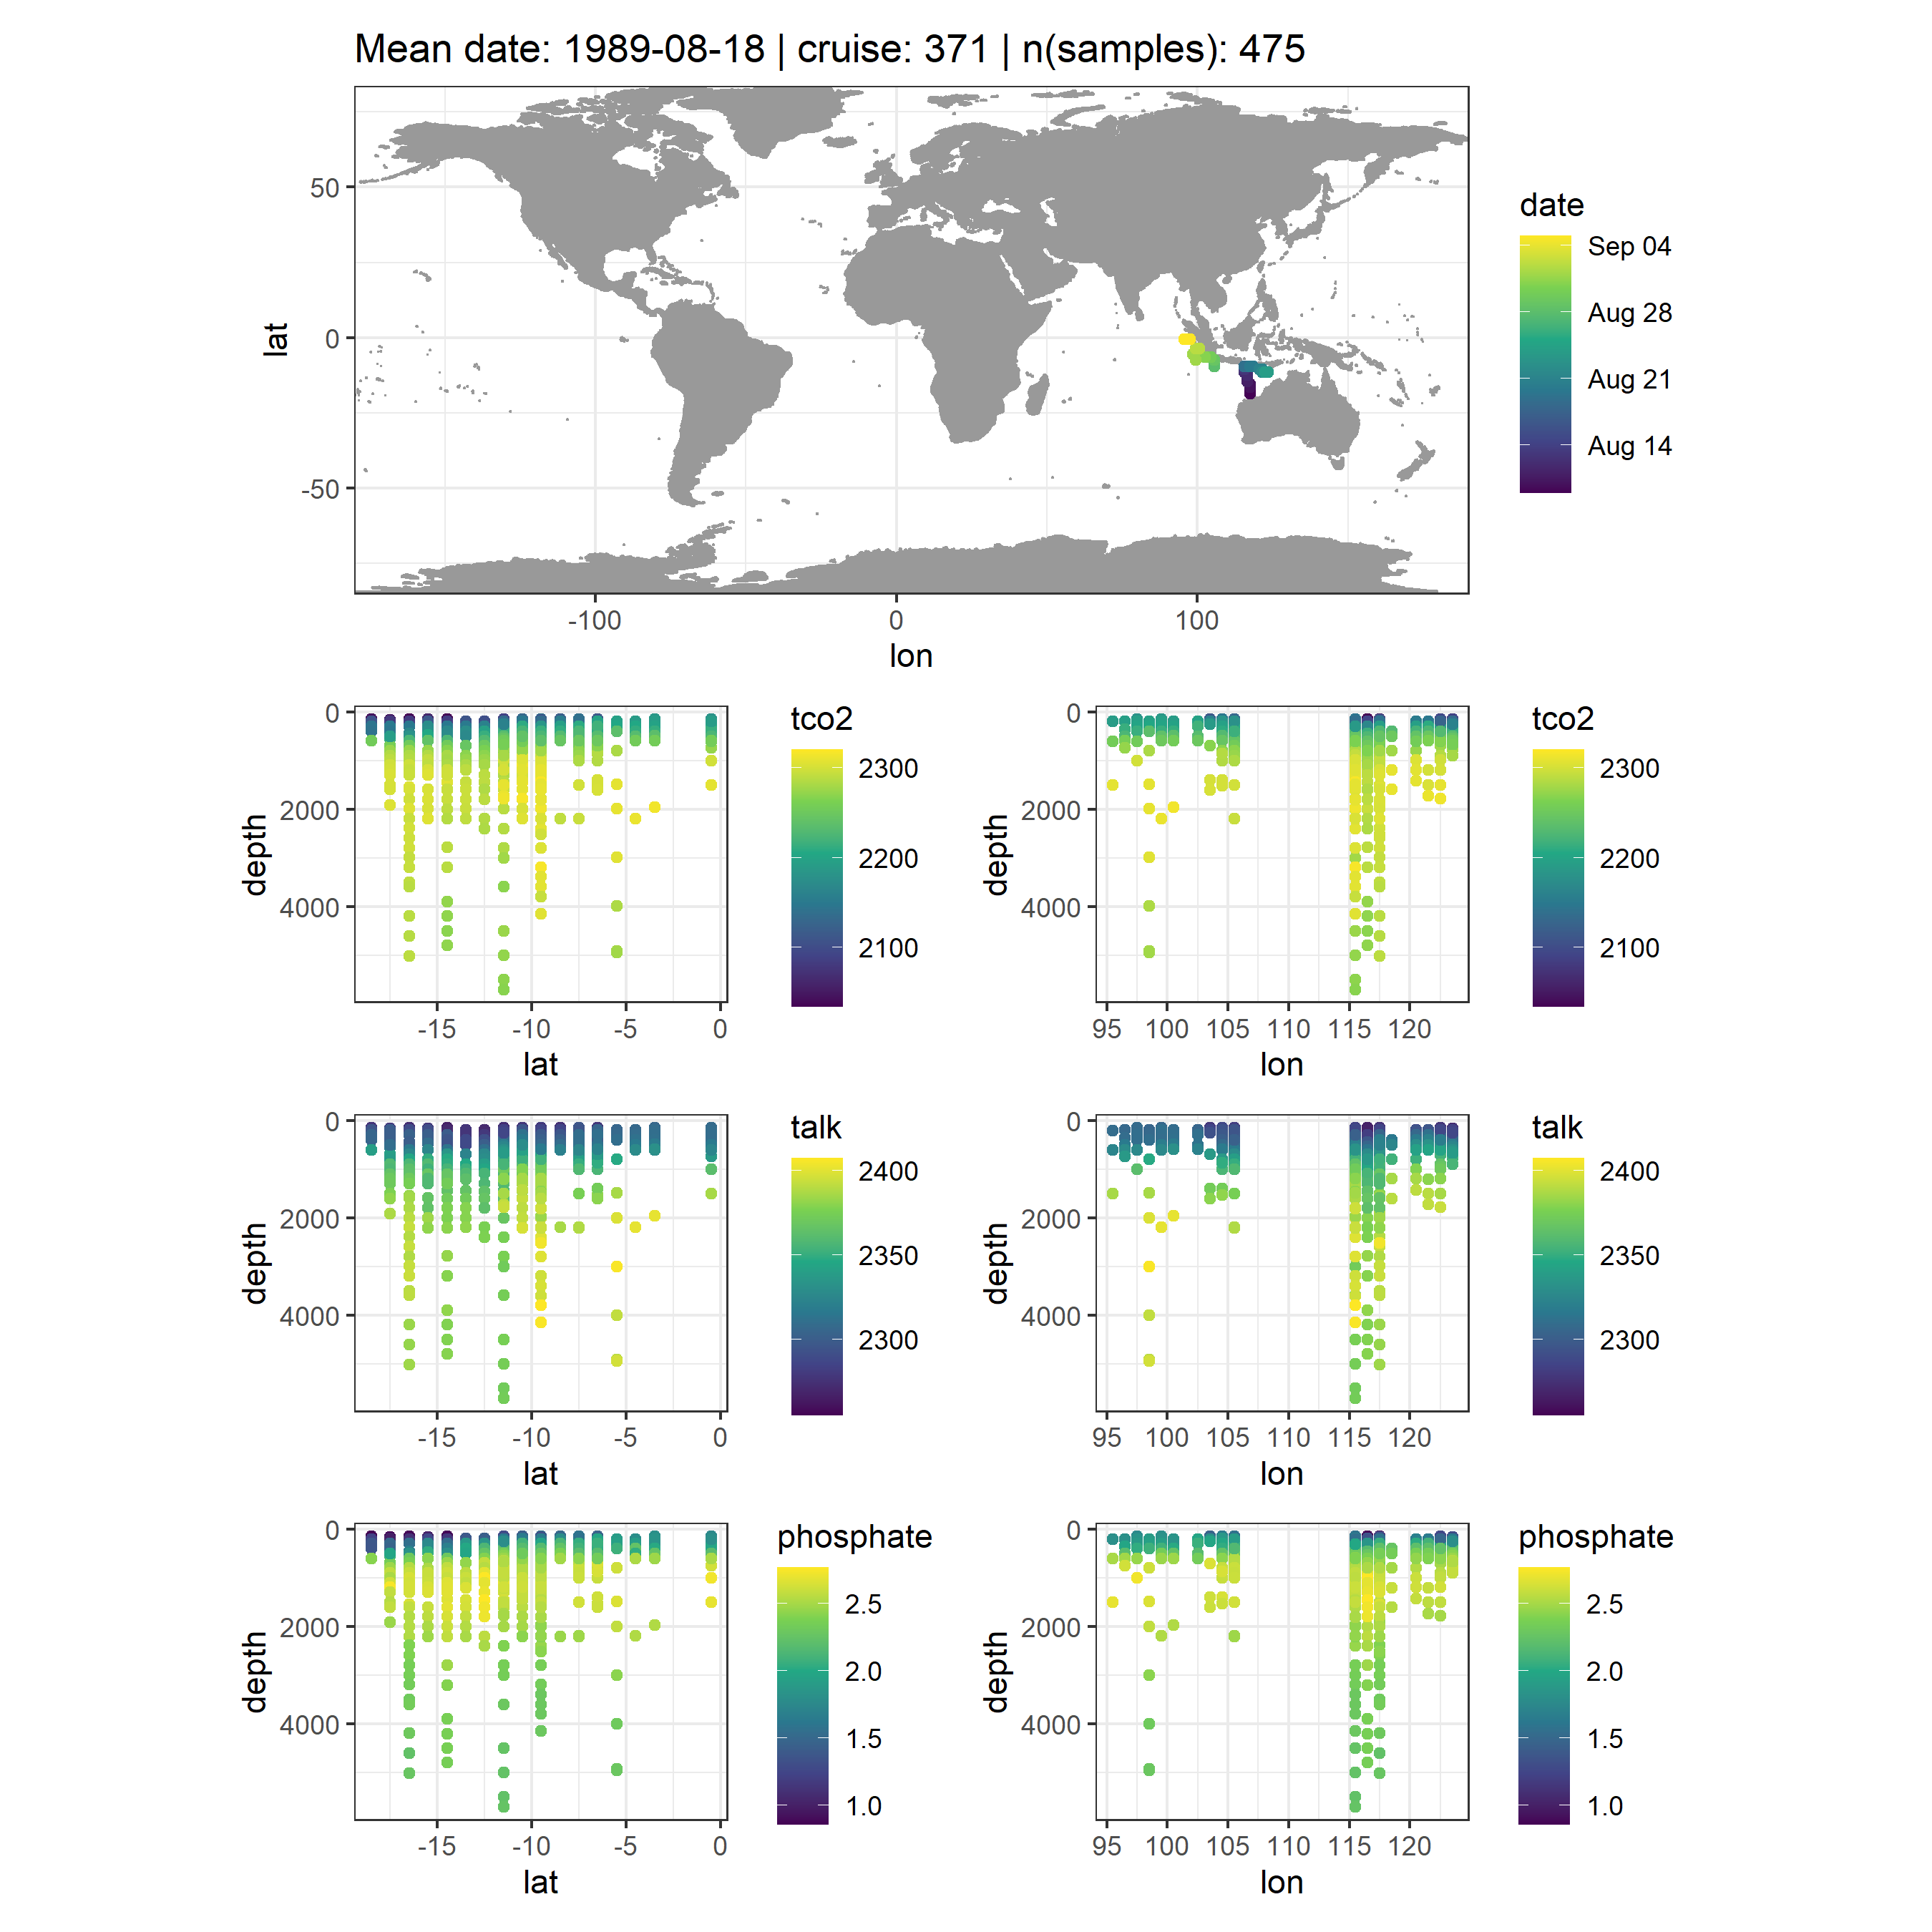 Mean date: 1989-08-18 | cruise: 371 | n(samples): 475
lat
50
0
-50
-100
0
100
lon
date
Sep 04
Aug 28
Aug 21
Aug 14
depth
0
2000
4000
-15
-10
-5
0
lat
tco2
2300
2200
2100
depth
0
2000
4000
95
100
105
110
115
120
lon
tco2
2300
2200
2100
depth
0
2000
4000
-15
-10
-5
0
lat
talk
2400
2350
2300
depth
0
2000
4000
95
100
105
110
115
120
lon
talk
2400
2350
2300
depth
0
2000
4000
-15
-10
-5
0
lat
phosphate
2.5
2.0
1.5
1.0
depth
0
2000
4000
95
100
105
110
115
120
lon
phosphate
2.5
2.0
1.5
1.0